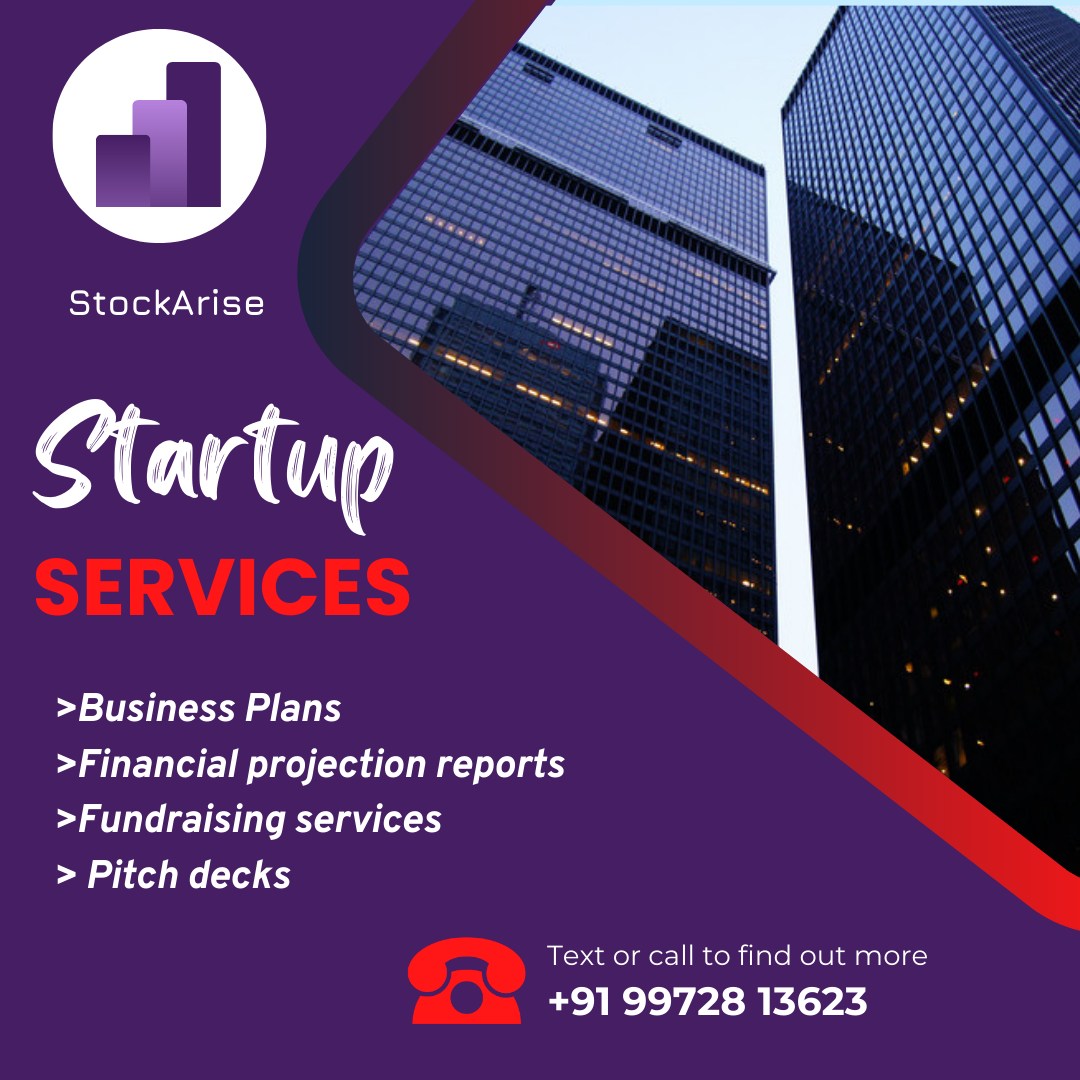 StockArise
Startup
SERVICES
>Business Plans
>Financial projection reports
>Fundraising services
> Pitch decks
Text or call to find out more
+91 99728 13623